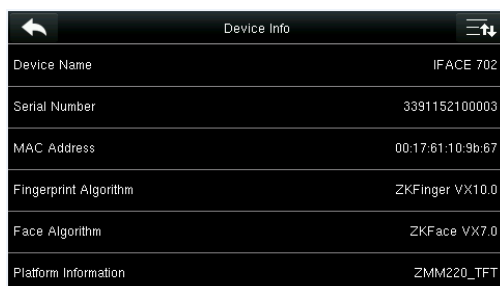 Device Info
Device Name IFACE 702
Serial Number 3391152100003
MAC Address 00:17:61:10:9b:67
Fingerprint Algorithm ZKFinger VX10.0
Face Algorithm ZKFace VX7.0
Platform Information ZMM220_TFT